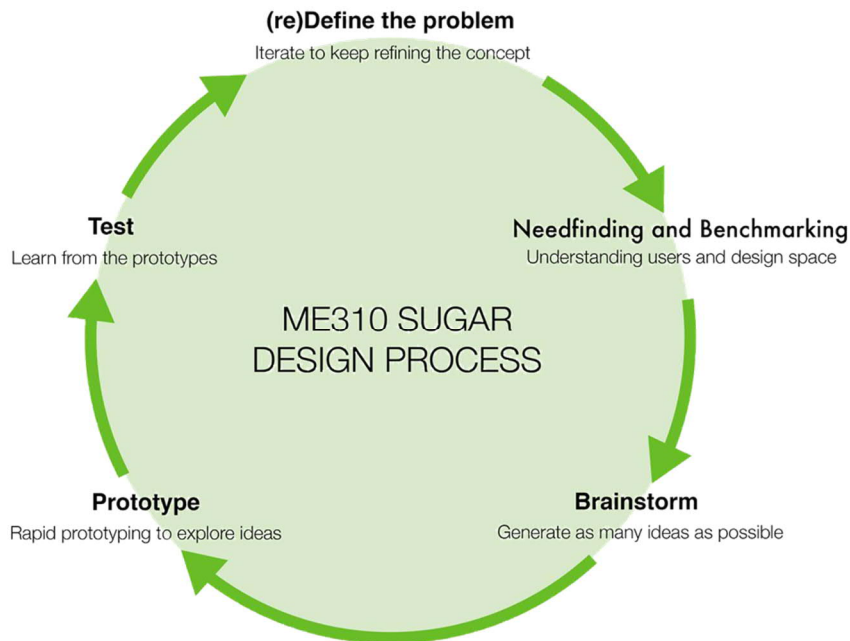 (re)Define the problem
Iterate to keep refining the concept
Needfinding and Benchmarking
Understanding users and design space
Brainstorm
Generate as many ideas as possible
Prototype
Rapid prototyping to explore ideas
Test
Learn from the prototypes
ME310 SUGAR
DESIGN PROCESS